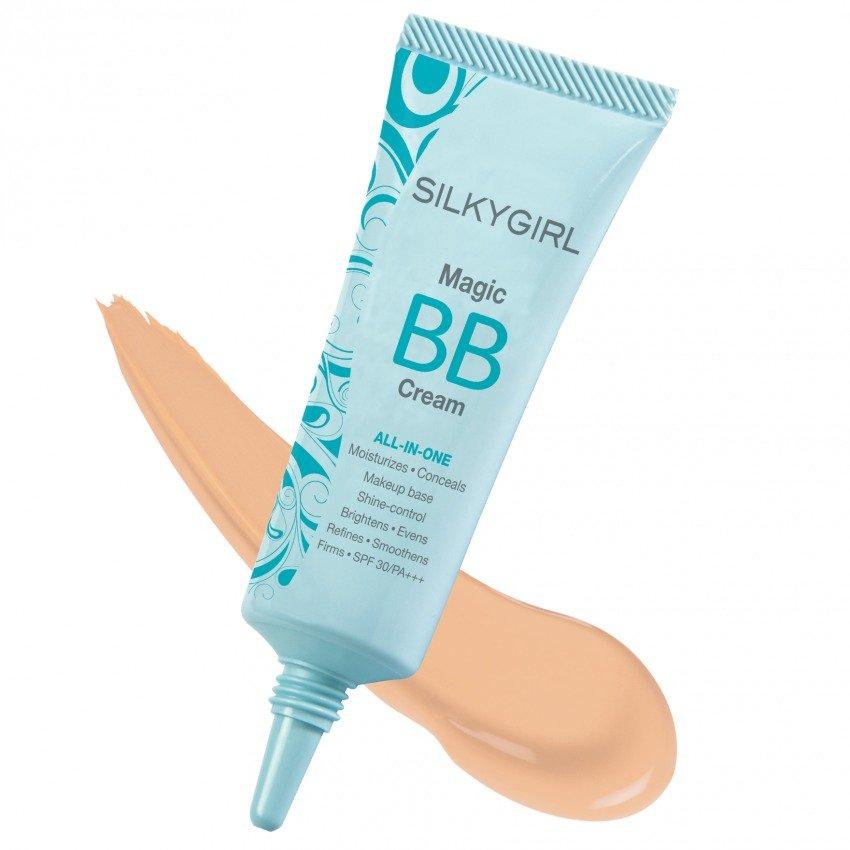 SILKYGIRL
Magic
BB
Cream
ALL-IN-ONE
Moisturizes • Conceals
Makeup base
Shine-control
Brightens • Evens
Refines • Smoothens
Firms • SPF 30/PA+++